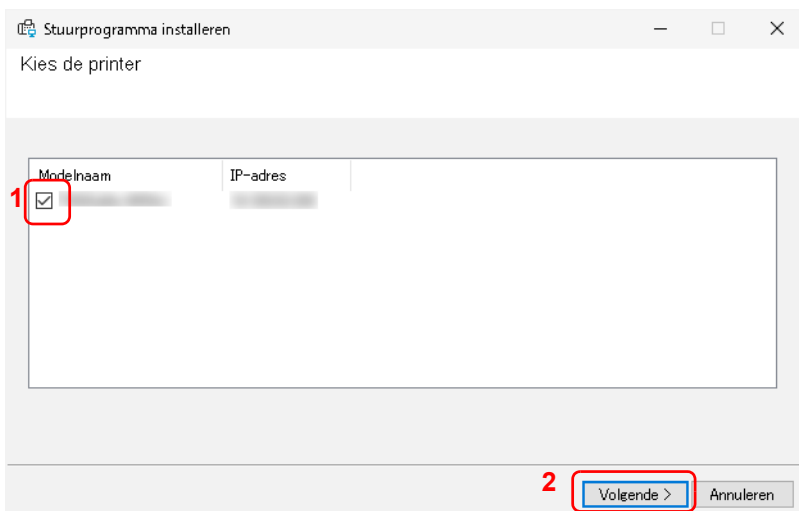 Stuurprogramma installeren
Kies de printer
Modelnaam IP-adres
1
2
Volgende > Annuleren